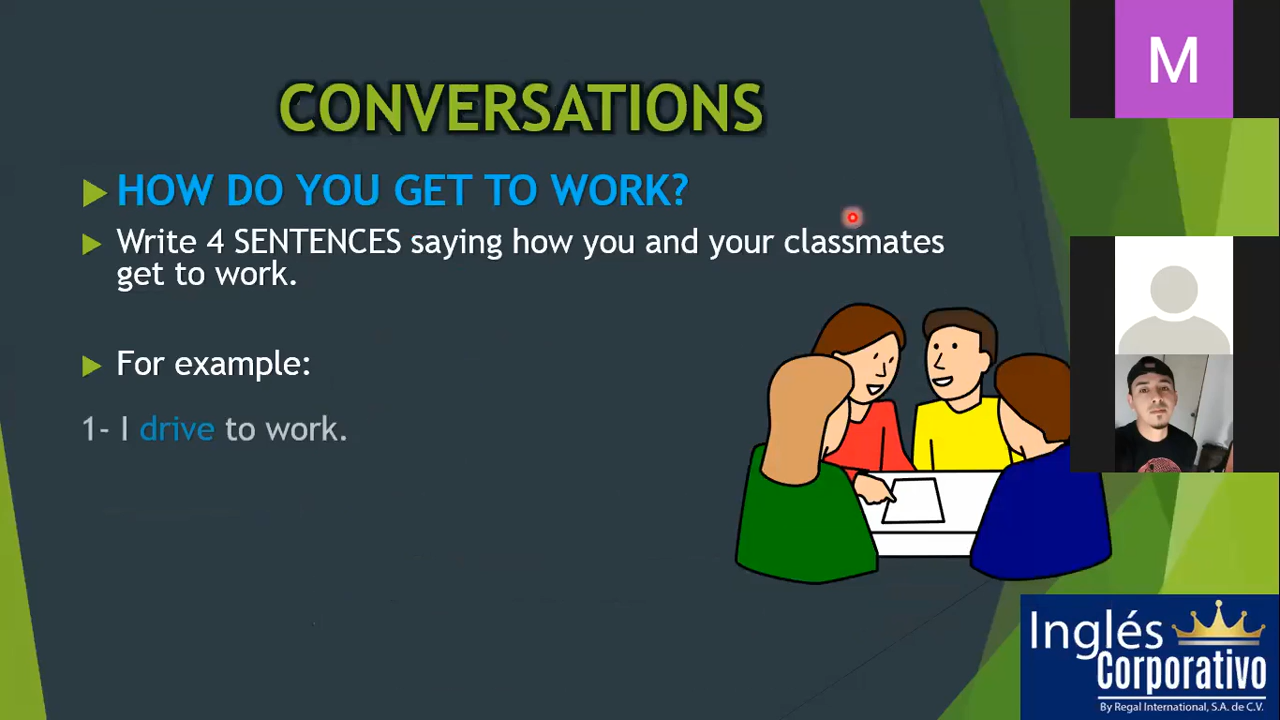 CONVERSATIONS
HOW DO YOU GET TO WORK?
Write 4 SENTENCES saying how you and your classmates
get to work.
For example:
1- I drive to work.
M
Inglés
Corporativo
By Regal International, S.A. de C.V.